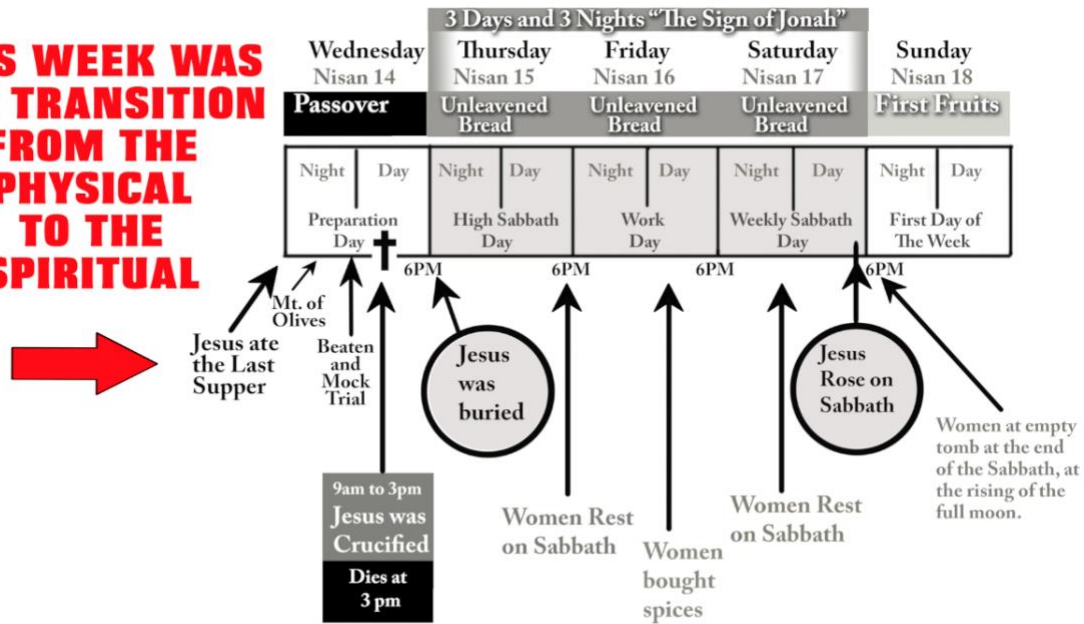 S WEEK WAS
TRANSITION
FROM THE
PHYSICAL
TO THE
SPIRITUAL
3 Days and 3 Nights “The Sign of Jonah”
Wednesday Thursday Friday Saturday Sunday
Nisan 14 Nisan 15 Nisan 16 Nisan 17 Nisan 18
Passover Unleavened Unleavened Unleavened First Fruits
Bread Bread Bread
Night Day Night Day Night Day Night Day Night Day
Preparation High Sabbath Work Weekly Sabbath First Day of
Day Day Day Day The Week
6PM 6PM 6PM 6PM
Mt. of
Olives
Jesus ate
the Last
Supper
Beaten
and
Mock
Trial
Jesus
was
buried
Jesus
Rose on
Sabbath
Women at empty
tomb at the end
of the Sabbath, at
the rising of the
full moon.
9am to 3pm
Jesus was
Crucified
Dies at
3 pm
Women Rest
on Sabbath
Women
bought
spices
Women Rest
on Sabbath